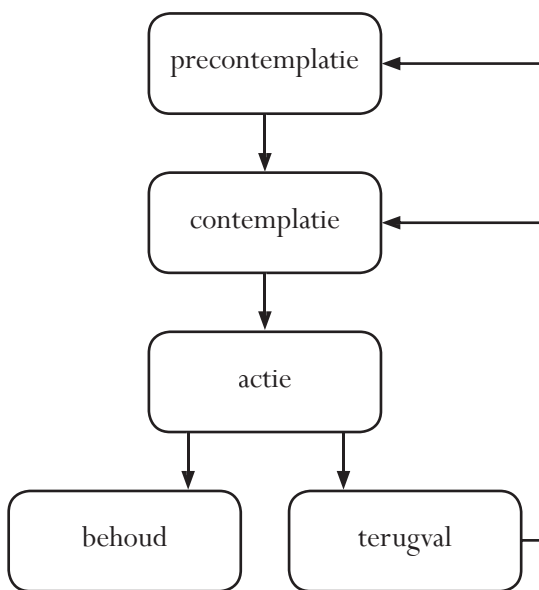 precontemplatie
contemplatie
actie
behoud
terugval